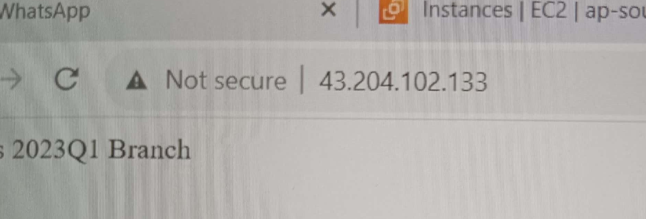 WhatsApp
Instances | EC2 | ap-sou
Not secure | 43.204.102.133
s 2023Q1 Branch